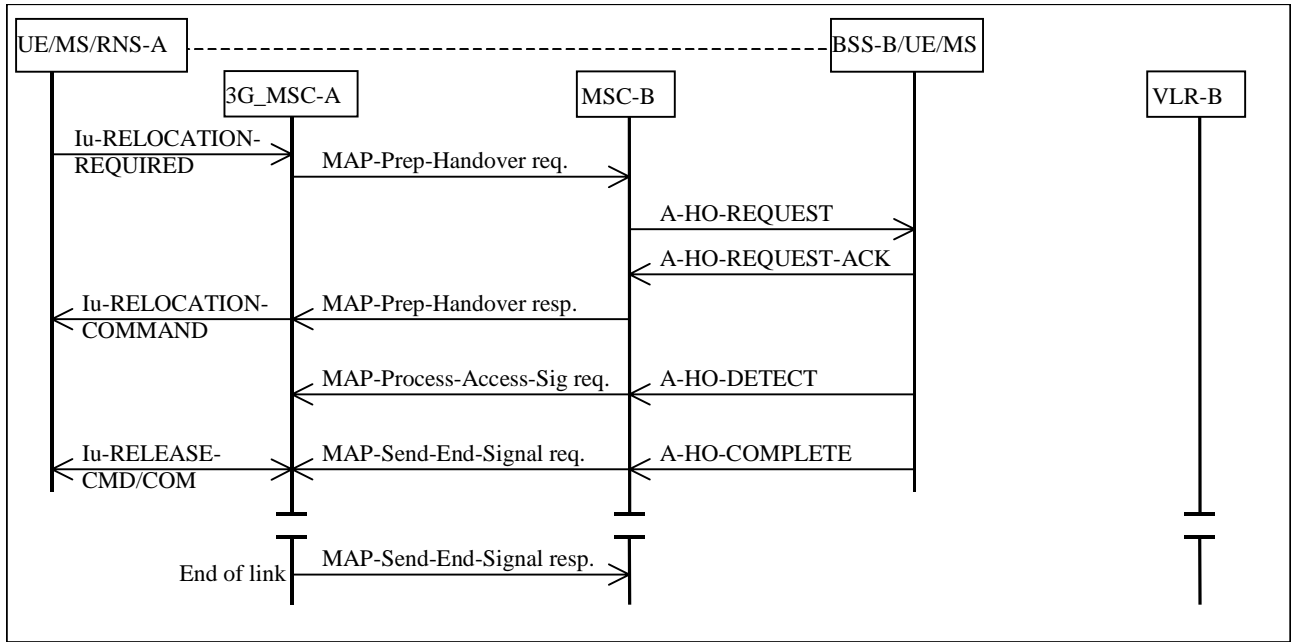 UE/MS/RNS-A
BSS-B/UE/MS
3G_MSC-A
MSC-B
VLR-B
Iu-RELOCATION-
REQUIRED
MAP-Prep-Handover req.
A-HO-REQUEST
A-HO-REQUEST-ACK
Iu-RELOCATION-
COMMAND
MAP-Prep-Handover resp.
MAP-Process-Access-Sig req.
A-HO-DETECT
Iu-RELEASE-
CMD/COM
MAP-Send-End-Signal req.
A-HO-COMPLETE
End of link
MAP-Send-End-Signal resp.